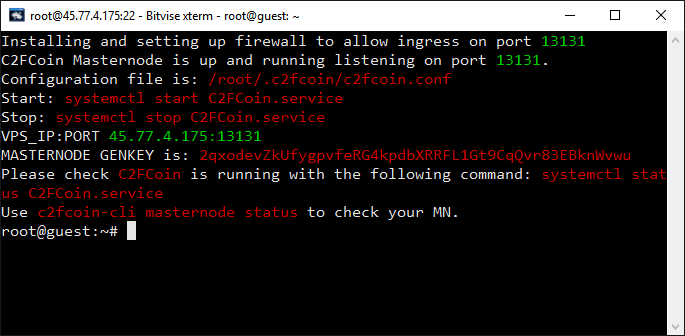 root@45.77.4.175:22 - Bitvise xterm - root@guest: ~
Installing and setting up firewall to allow ingress on port 13131
C2FCoin Masternode is up and running listening on port 13131.
Configuration file is: /root/.c2fcoin/c2fcoin.conf
Start: systemctl start C2FCoin.service
Stop: systemctl stop C2FCoin.service
VPS_IP:PORT 45.77.4.175:13131
MASTERNODE GENKEY is: 2qxodevZkUfygpvfeRG4kpdbXRRFL1Gt9CqQvr83EBknWvwu
Please check C2FCoin is running with the following command: systemctl stat
us C2FCoin.service
Use c2fcoin-cli masternode status to check your MN.
root@guest:~#